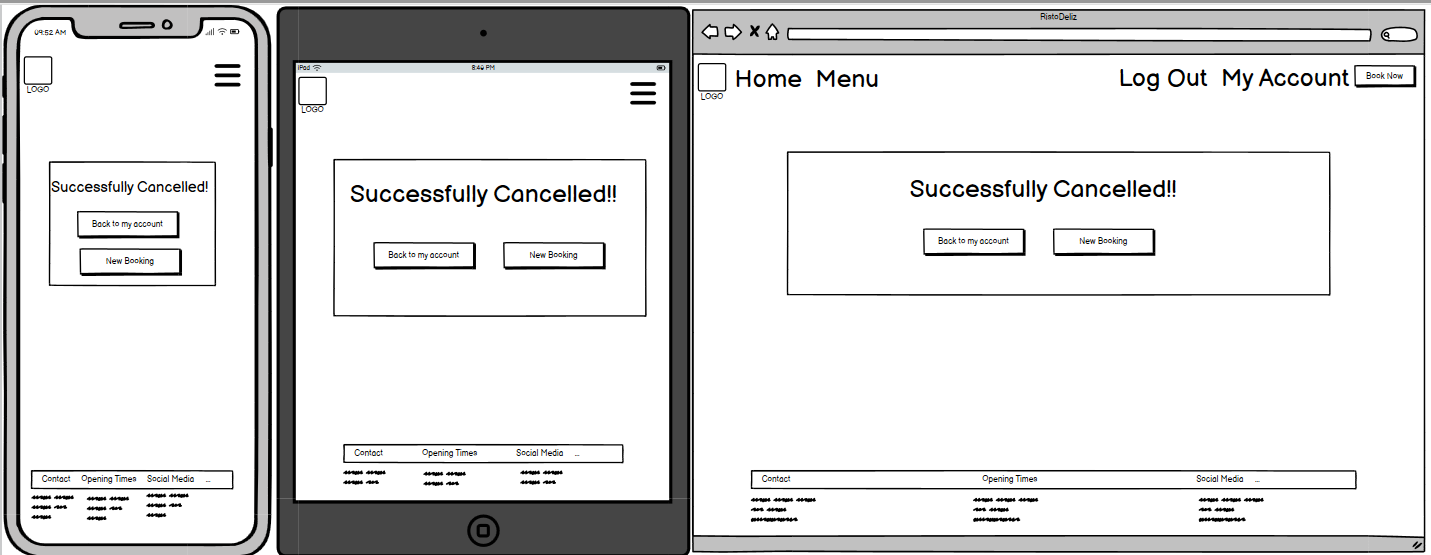 09:52 AM
LOGO
Successfully Cancelled!
Back to my account
New Booking
Contact Opening Times Social Media ...
iPad
8:46 PM
LOGO
Successfully Cancelled!!
Back to my account New Booking
Contact Opening Times Social Media ...
RistoDeliz
LOGO
Home Menu
Log Out My Account Book Now
Successfully Cancelled!!
Back to my account New Booking
Contact Opening Times Social Media ...